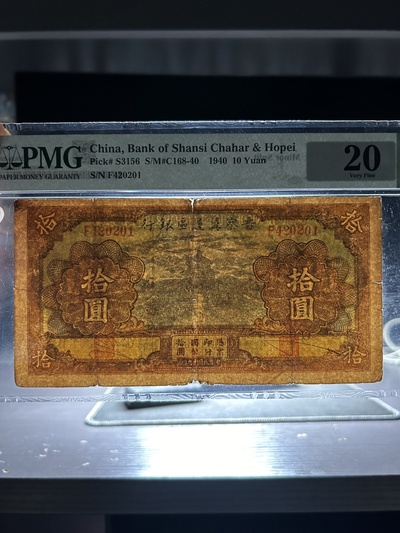 PMG
PAPER MONEY GUARANTY
China, Bank of Shansi Chahar & Hopei
Pick# S3156 S/M#C168-40 1940 10 Yuan
S/N F420201
20
Very Fine
拾 拾
行銀區邊冀察晉
F420201 F420201
拾圓 拾圓
拾 拾